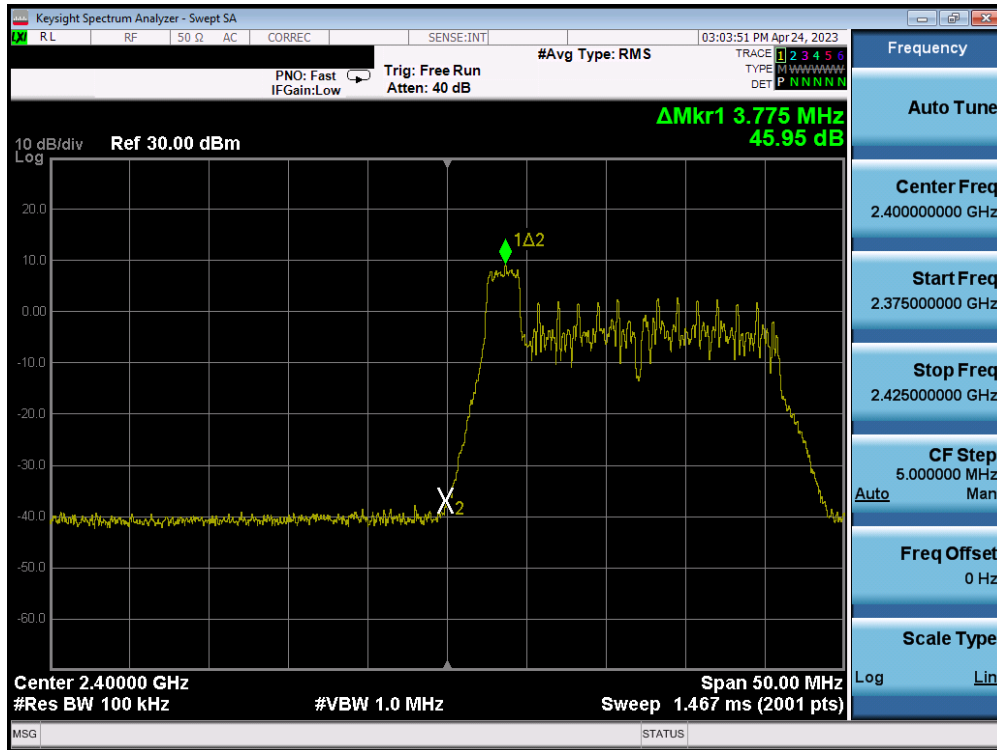 Keysight Spectrum Analyzer - Swept SA
LXI RL RF 50 Ω AC CORREC SENSE:INT 03:03:51 PM Apr 24, 2023
#Avg Type: RMS
TRACE 1 2 3 4 5 6
PNO: Fast Trig: Free Run
TYPE M W W W W W
IFGain:Low Atten: 40 dB
DET P N N N N N
ΔMkr1 3.775 MHz
45.95 dB
10 dB/div Ref 30.00 dBm
Log
20.0
10.0
0.00
-10.0
-20.0
-30.0
-40.0
-50.0
-60.0
1Δ2
2
Center 2.40000 GHz Span 50.00 MHz
#Res BW 100 kHz #VBW 1.0 MHz Sweep 1.467 ms (2001 pts)
MSG STATUS
Frequency
Auto Tune
Center Freq
2.400000000 GHz
Start Freq
2.375000000 GHz
Stop Freq
2.425000000 GHz
CF Step
5.000000 MHz
Auto Man
Freq Offset
0 Hz
Scale Type
Log Lin